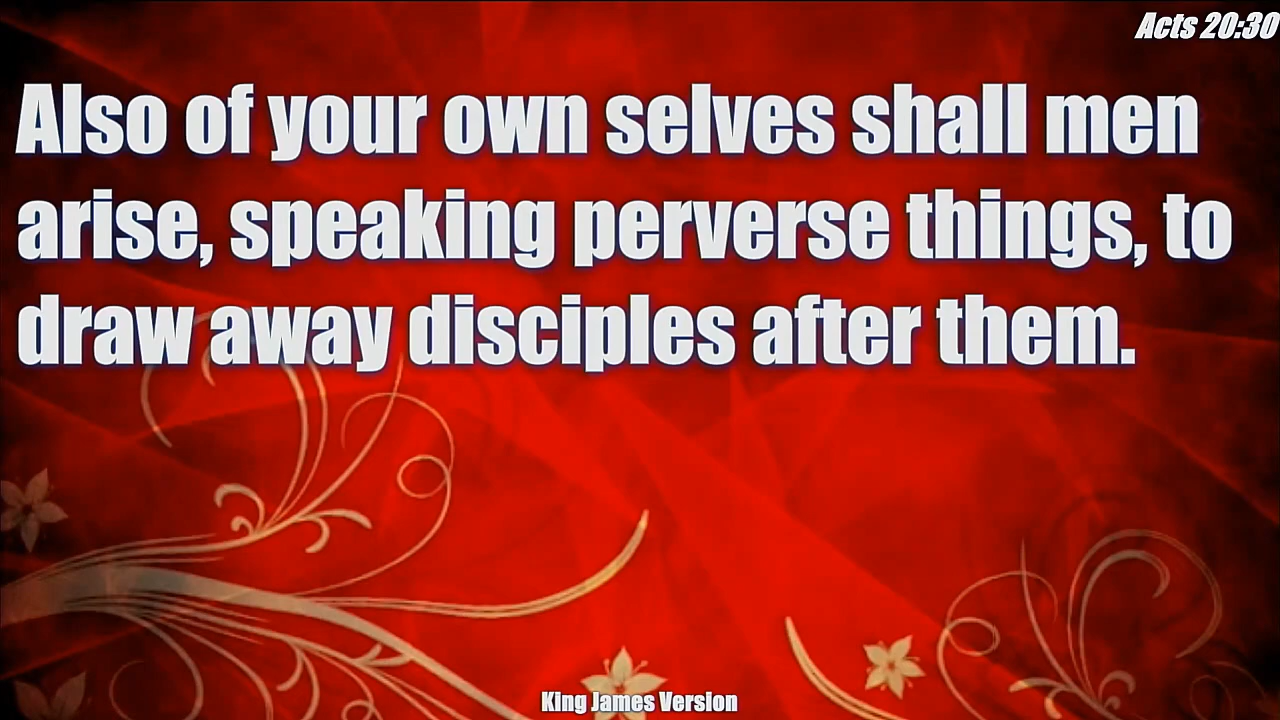 Acts 20:30
Also of your own selves shall men
arise, speaking perverse things, to
draw away disciples after them.
King James Version